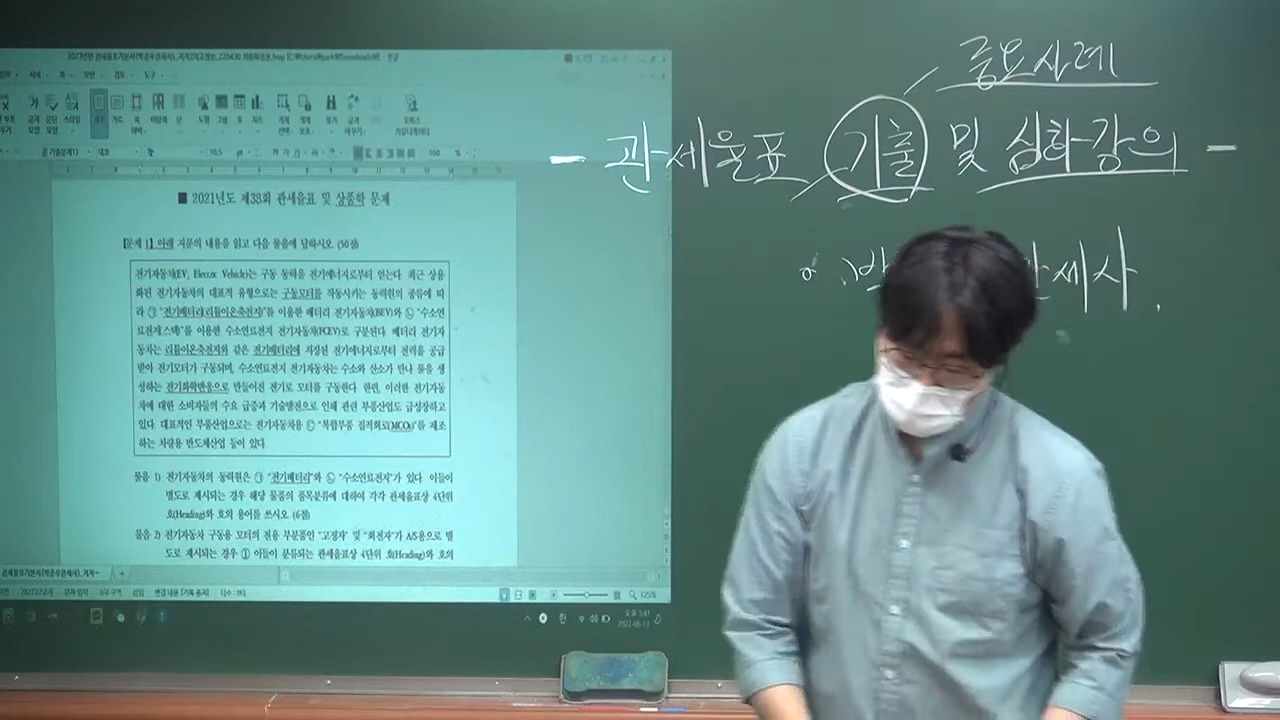 2021년도 제38회 관세율표 및 상품학 문제
【문제 1】 아래 지문의 내용을 읽고 다음 물음에 답하시오. (50점)
전기자동차(EV, Electric Vehicle)는 구동 동력을 전기에너지로부터 얻는다. 최근 상용
화된 전기자동차의 대표적 유형으로는 구동모터를 작동시키는 동력원의 종류에 따
라 ㉠ "전기배터리(리튬이온축전지)"를 이용한 배터리 전기자동차(BEV)와 ㉡ "수소연
료전지(스택)"를 이용한 수소연료전지 전기자동차(FCEV)로 구분된다. 배터리 전기자
동차는 리튬이온축전지와 같은 전기배터리에 저장된 전기에너지로부터 전력을 공급
받아 전기모터가 구동되며, 수소연료전지 전기자동차는 수소와 산소가 만나 물을 생
성하는 전기화학반응으로 만들어진 전기로 모터를 구동한다. 한편, 이러한 전기자동
차에 대한 소비자들의 수요 급증과 기술발전으로 인해 관련 부품산업도 급성장하고
있다. 대표적인 부품산업으로는 전기자동차용 ㉢ "복합부품 집적회로(MCOs)"를 제조
하는 차량용 반도체산업 등이 있다.
물음 1) 전기자동차의 동력원은 ㉠ "전기배터리"와 ㉡ "수소연료전지"가 있다. 이들이
별도로 제시되는 경우 해당 물품의 품목분류에 대하여 각각 관세율표상 4단위
호(Heading)와 호의 용어를 쓰시오. (6점)
물음 2) 전기자동차 구동용 모터의 전용 부분품인 "고정자" 및 "회전자"가 A/S용으로 별
도로 제시되는 경우 ① 이들이 분류되는 관세율표상 4단위 호(Heading)와 호의
125%
오후 5:41
2022-06-13
중요사례
- 관세율표 기술 및 심화강의 -
관세사.